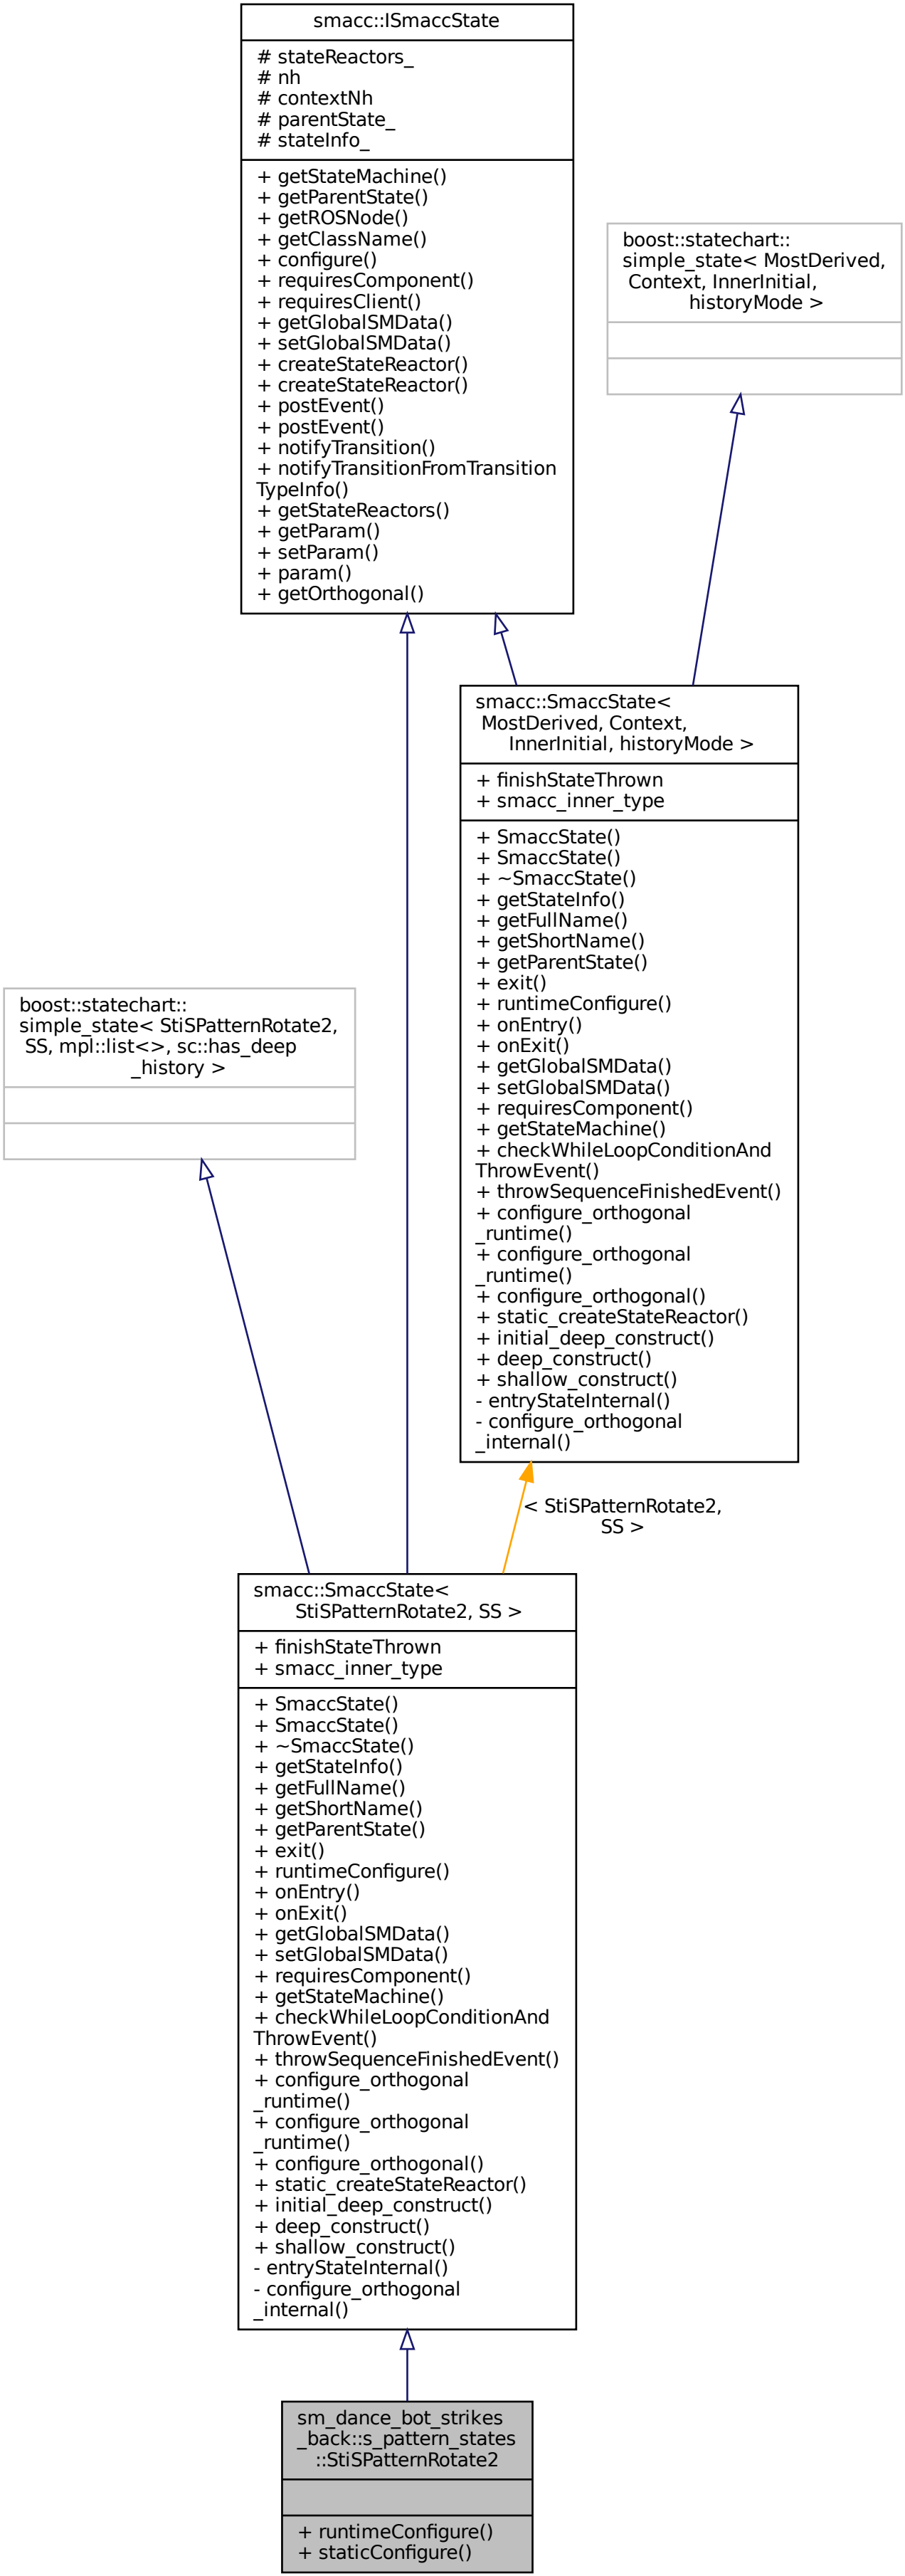 smacc::ISmaccState
# stateReactors_
# nh
# contextNh
# parentState_
# stateInfo_
+ getStateMachine()
+ getParentState()
+ getROSNode()
+ getClassName()
+ configure()
+ requiresComponent()
+ requiresClient()
+ getGlobalSMData()
+ setGlobalSMData()
+ createStateReactor()
+ createStateReactor()
+ postEvent()
+ postEvent()
+ notifyTransition()
+ notifyTransitionFromTransition
TypeInfo()
+ getStateReactors()
+ getParam()
+ setParam()
+ param()
+ getOrthogonal()
boost::statechart::
simple_state< MostDerived,
Context, InnerInitial,
historyMode >
smacc::SmaccState<
MostDerived, Context,
InnerInitial, historyMode >
+ finishStateThrown
+ smacc_inner_type
+ SmaccState()
+ SmaccState()
+ ~SmaccState()
+ getStateInfo()
+ getFullName()
+ getShortName()
+ getParentState()
+ exit()
+ runtimeConfigure()
+ onEntry()
+ onExit()
+ getGlobalSMData()
+ setGlobalSMData()
+ requiresComponent()
+ getStateMachine()
+ checkWhileLoopConditionAnd
ThrowEvent()
+ throwSequenceFinishedEvent()
+ configure_orthogonal
_runtime()
+ configure_orthogonal
_runtime()
+ configure_orthogonal()
+ static_createStateReactor()
+ initial_deep_construct()
+ deep_construct()
+ shallow_construct()
- entryStateInternal()
- configure_orthogonal
_internal()
boost::statechart::
simple_state< StiSPatternRotate2,
SS, mpl::list<>, sc::has_deep
_history >
< StiSPatternRotate2,
SS >
smacc::SmaccState<
StiSPatternRotate2, SS >
+ finishStateThrown
+ smacc_inner_type
+ SmaccState()
+ SmaccState()
+ ~SmaccState()
+ getStateInfo()
+ getFullName()
+ getShortName()
+ getParentState()
+ exit()
+ runtimeConfigure()
+ onEntry()
+ onExit()
+ getGlobalSMData()
+ setGlobalSMData()
+ requiresComponent()
+ getStateMachine()
+ checkWhileLoopConditionAnd
ThrowEvent()
+ throwSequenceFinishedEvent()
+ configure_orthogonal
_runtime()
+ configure_orthogonal
_runtime()
+ configure_orthogonal()
+ static_createStateReactor()
+ initial_deep_construct()
+ deep_construct()
+ shallow_construct()
- entryStateInternal()
- configure_orthogonal
_internal()
sm_dance_bot_strikes
_back::s_pattern_states
::StiSPatternRotate2
+ runtimeConfigure()
+ staticConfigure()